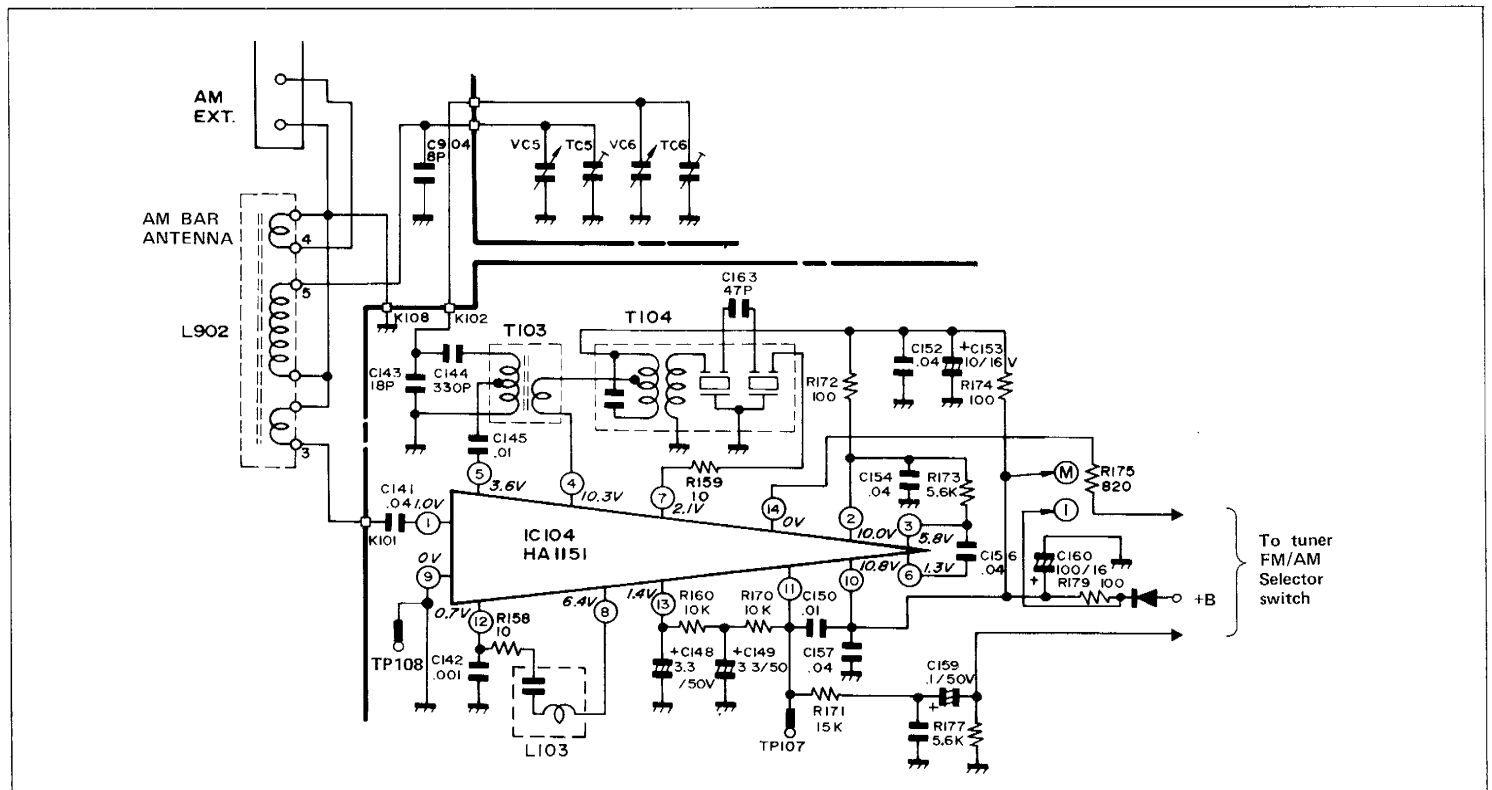 AM
EXT.
AM BAR
ANTENNA
L902
4
5
3
C904
8P
VC5
TC5
VC6
TC6
K108
K102
K101
C143
18P
C144
330P
T103
T104
C163
47P
C145
.01
C141
.04
1.0V
1
5
3.6V
4
10.3V
7
2.1V
R159
10
14
0V
R172
100
C152
.04
+C153
10/16V
R174
100
2
10.0V
C154
.04
R173
5.6K
3
5.8V
6
1.3V
C156
.04
M
I
R175
820
IC104
HA1151
0V
9
0.7V
12
R158
10
6.4V
8
1.4V
13
R160
10K
R170
10K
11
C150
.01
10
10.8V
C160
100/16
+
R179 100
+B
To tuner
FM/AM
Selector
switch
TP108
C142
.001
L103
+C148
3.3
/50V
+C149
3.3/50
C157
.04
TP107
R171
15K
C159
.1/50V
+
R177
5.6K